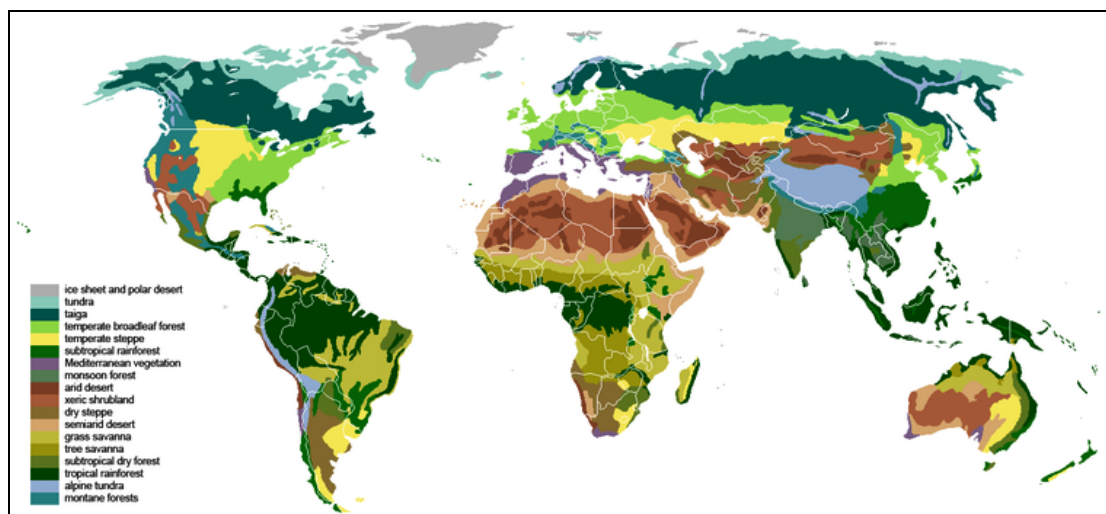 ice sheet and polar desert
tundra
taiga
temperate broadleaf forest
temperate steppe
subtropical rainforest
Mediterranean vegetation
monsoon forest
arid desert
xeric shrubland
dry steppe
semiarid desert
grass savanna
tree savanna
subtropical dry forest
tropical rainforest
alpine tundra
montane forests